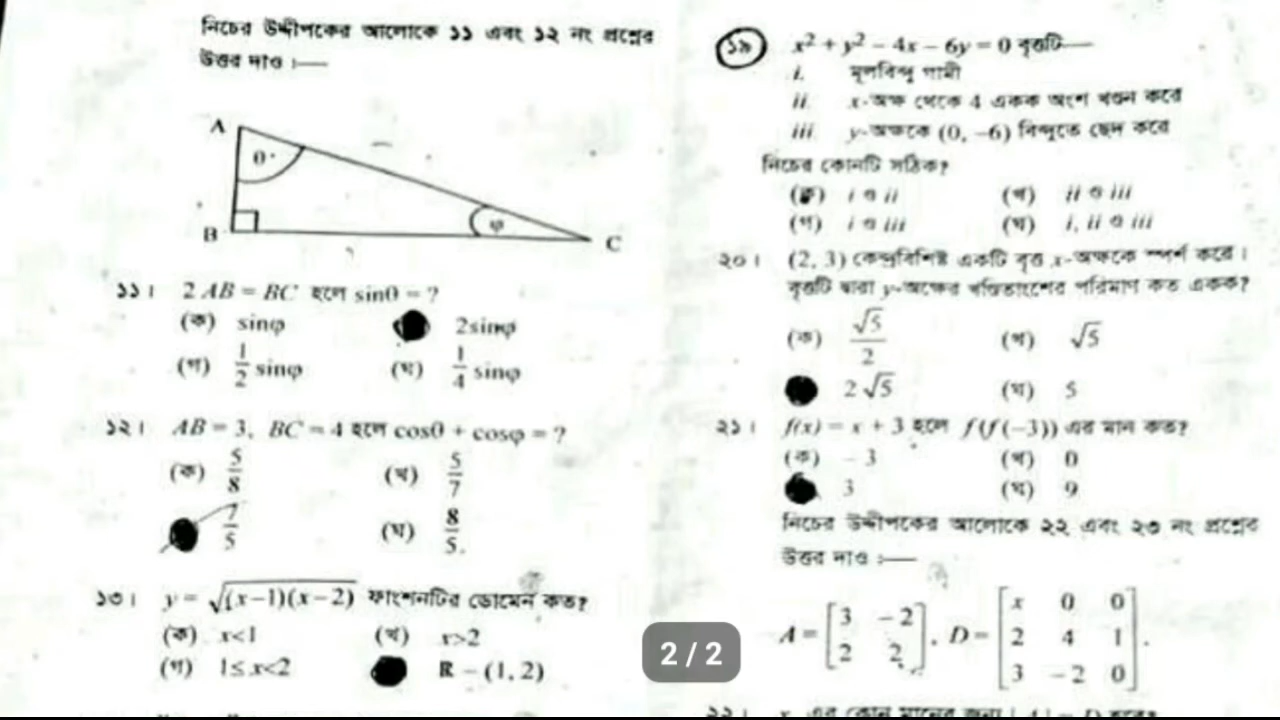 নিচের উদ্দীপকের আলোকে ১১ এবং ১২ নং প্রশ্নের
উত্তর দাও :—
A
θ
B
φ
C
১১। 2 AB = BC হলে sinθ = ?
(ক) sinφ 2sinφ
(গ) 1/2 sinφ (ঘ) 1/4 sinφ
১২। AB = 3, BC = 4 হলে cosθ + cosφ = ?
(ক) 5/8 (খ) 5/7
7/5 (ঘ) 8/5
১৩। y = √(x−1)(x−2) ফাংশনটির ডোমেন কত?
(ক) x<1 (খ) x>2
(গ) 1≤x<2 R − (1, 2)
১৯ x² + y² − 4x − 6y = 0 বৃত্তটি—
i. মূলবিন্দু গামী
ii. x-অক্ষ থেকে 4 একক অংশ খণ্ডন করে
iii. y-অক্ষকে (0, −6) বিন্দুতে ছেদ করে
নিচের কোনটি সঠিক?
(ক) i ও ii (খ) ii ও iii
(গ) i ও iii (ঘ) i, ii ও iii
২০। (2, 3) কেন্দ্রবিশিষ্ট একটি বৃত্ত x-অক্ষকে স্পর্শ করে।
বৃত্তটি দ্বারা y-অক্ষের খণ্ডিতাংশের পরিমাণ কত একক?
(ক) √5/2 (খ) √5
2√5 (ঘ) 5
২১। f(x) = x + 3 হলে f(f(−3)) এর মান কত?
(ক) −3 (খ) 0
3 (ঘ) 9
নিচের উদ্দীপকের আলোকে ২২ এবং ২৩ নং প্রশ্নের
উত্তর দাও :—
A = [3 −2
2 2], D = [x 0 0
2 4 1
3 −2 0].
2 / 2